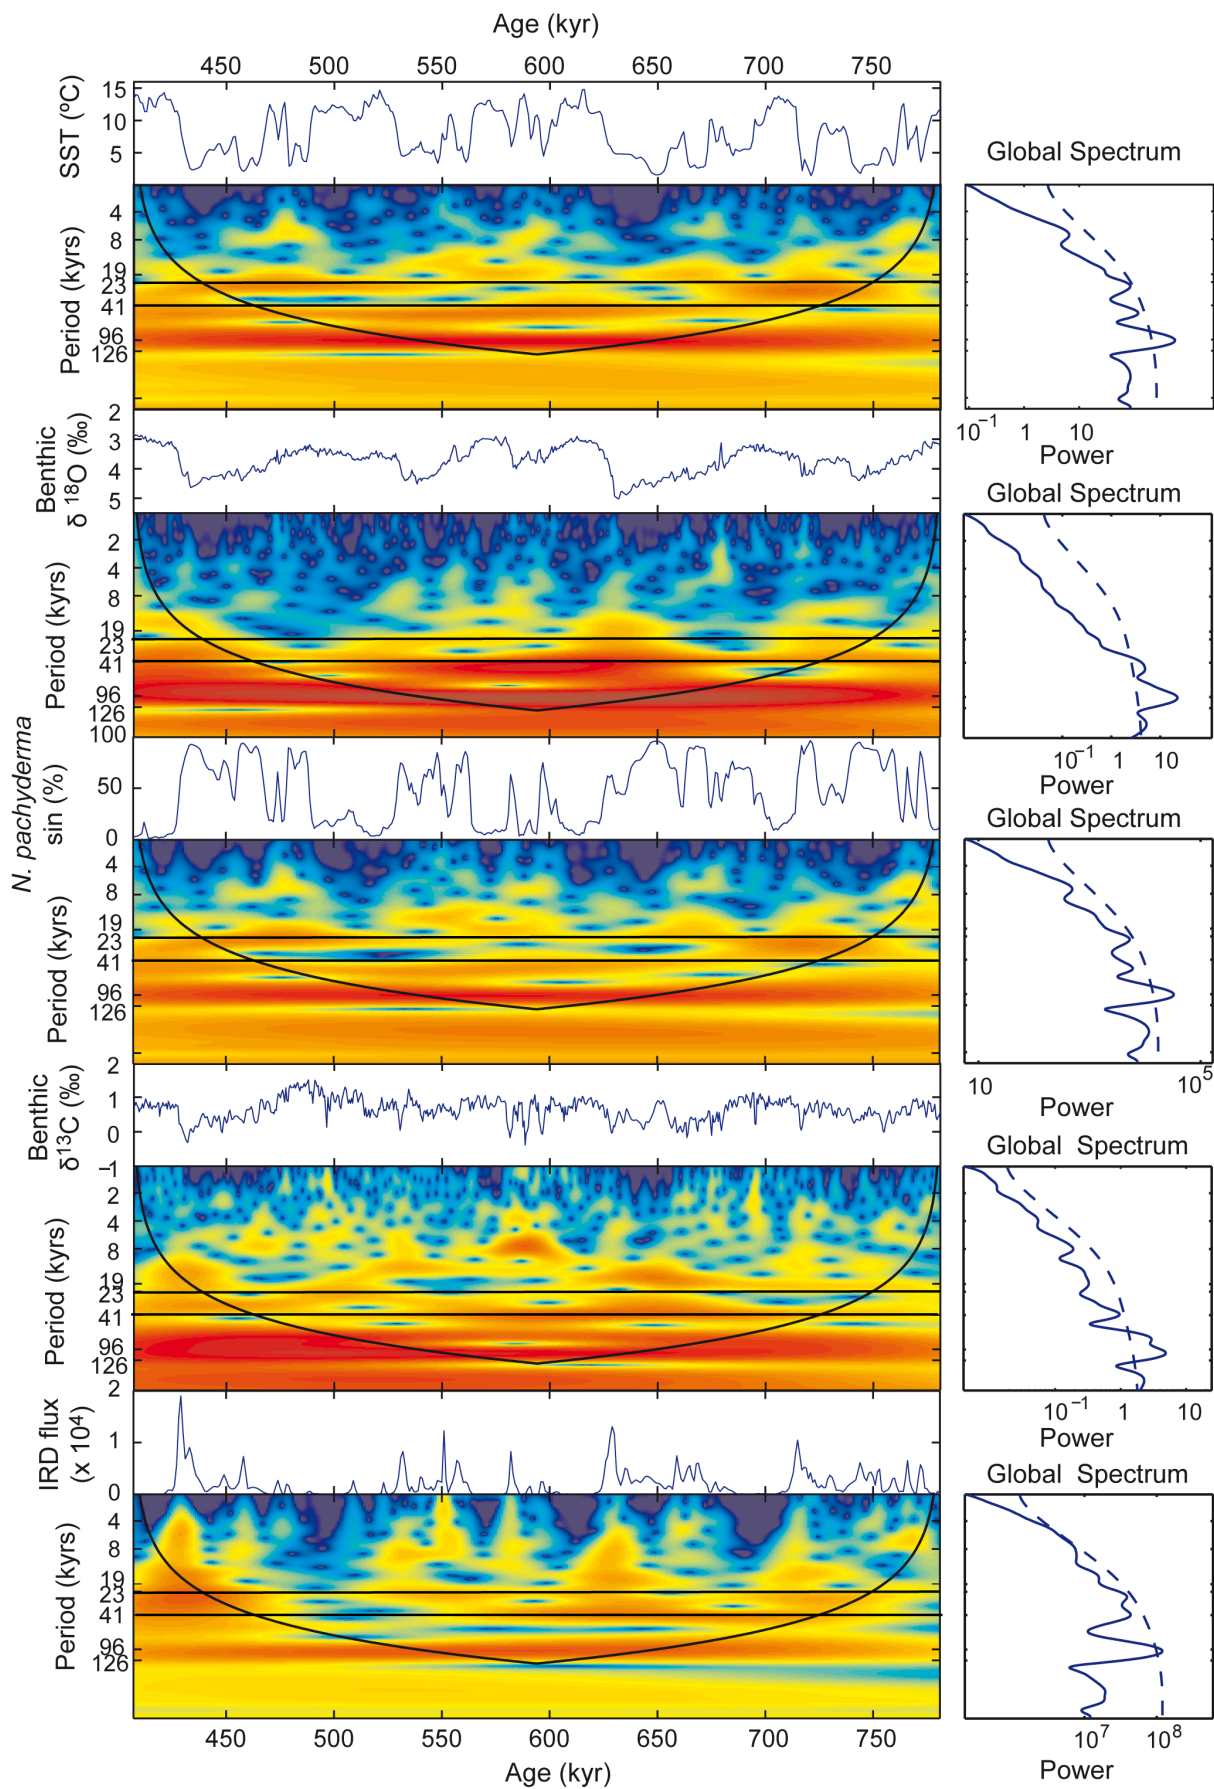 Age (kyr)
450 500 550 600 650 700 750
SST (ºC)
15
10
5
Period (kyrs)
4
8
19
23
41
96
126
Global Spectrum
10⁻¹ 1 10
Power
Benthic
δ ¹⁸O (‰)
2
3
4
5
Period (kyrs)
2
4
8
19
23
41
96
126
Global Spectrum
10⁻¹ 1 10
Power
N. pachyderma
sin (%)
100
50
0
Period (kyrs)
4
8
19
23
41
96
126
Global Spectrum
10 10⁵
Power
Benthic
δ¹³C (‰)
2
1
0
−1
Period (kyrs)
2
4
8
19
23
41
96
126
Global Spectrum
10⁻¹ 1 10
Power
IRD flux
(x 10⁴)
2
1
0
Period (kyrs)
4
8
19
23
41
96
126
Global Spectrum
10⁷ 10⁸
Power
450 500 550 600 650 700 750
Age (kyr)